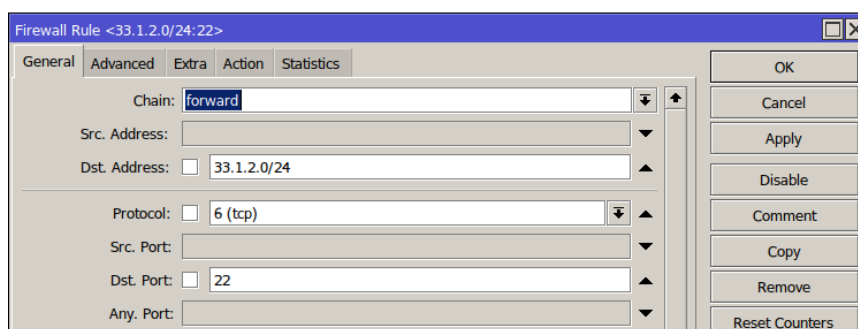 Firewall Rule <33.1.2.0/24:22>
General Advanced Extra Action Statistics
OK
Chain: forward
Cancel
Src. Address:
Apply
Dst. Address: 33.1.2.0/24
Disable
Protocol: 6 (tcp)
Comment
Src. Port:
Copy
Dst. Port: 22
Remove
Any. Port:
Reset Counters